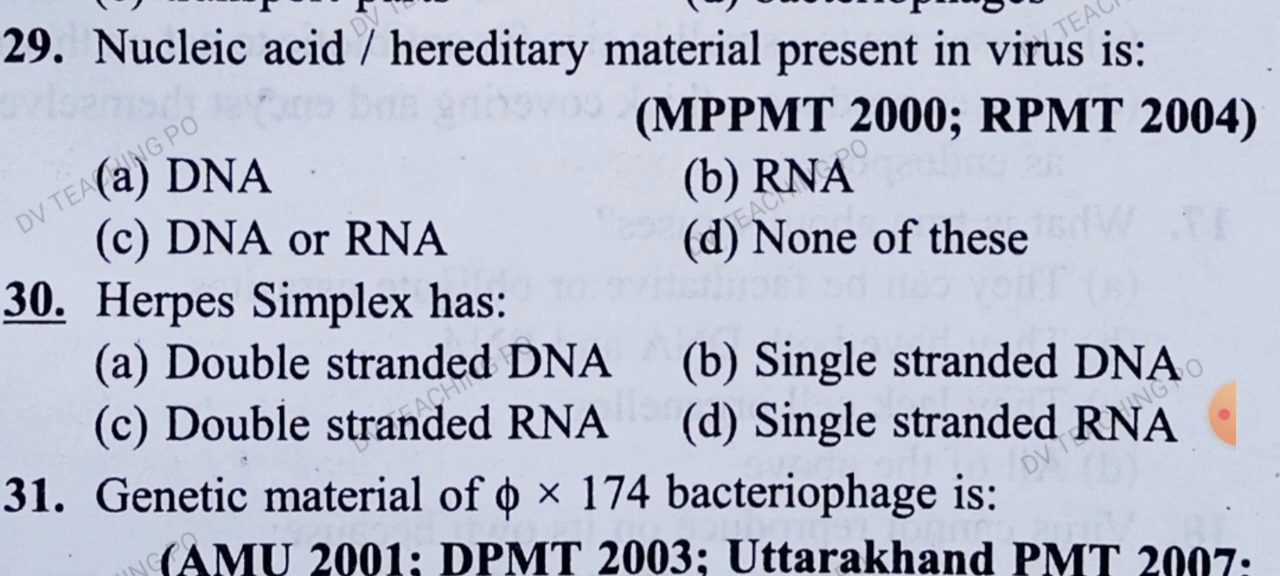 29. Nucleic acid / hereditary material present in virus is:
(MPPMT 2000; RPMT 2004)
(a) DNA (b) RNA
(c) DNA or RNA (d) None of these
30. Herpes Simplex has:
(a) Double stranded DNA (b) Single stranded DNA
(c) Double stranded RNA (d) Single stranded RNA
31. Genetic material of ϕ × 174 bacteriophage is:
(AMU 2001; DPMT 2003; Uttarakhand PMT 2007;